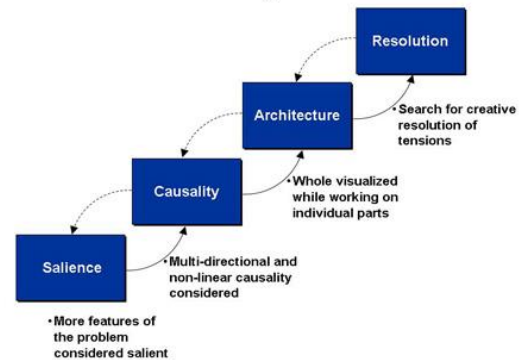 Resolution
• Search for creative
resolution of
tensions
Architecture
• Whole visualized
while working on
individual parts
Causality
• Multi-directional and
non-linear causality
considered
Salience
• More features of
the problem
considered salient